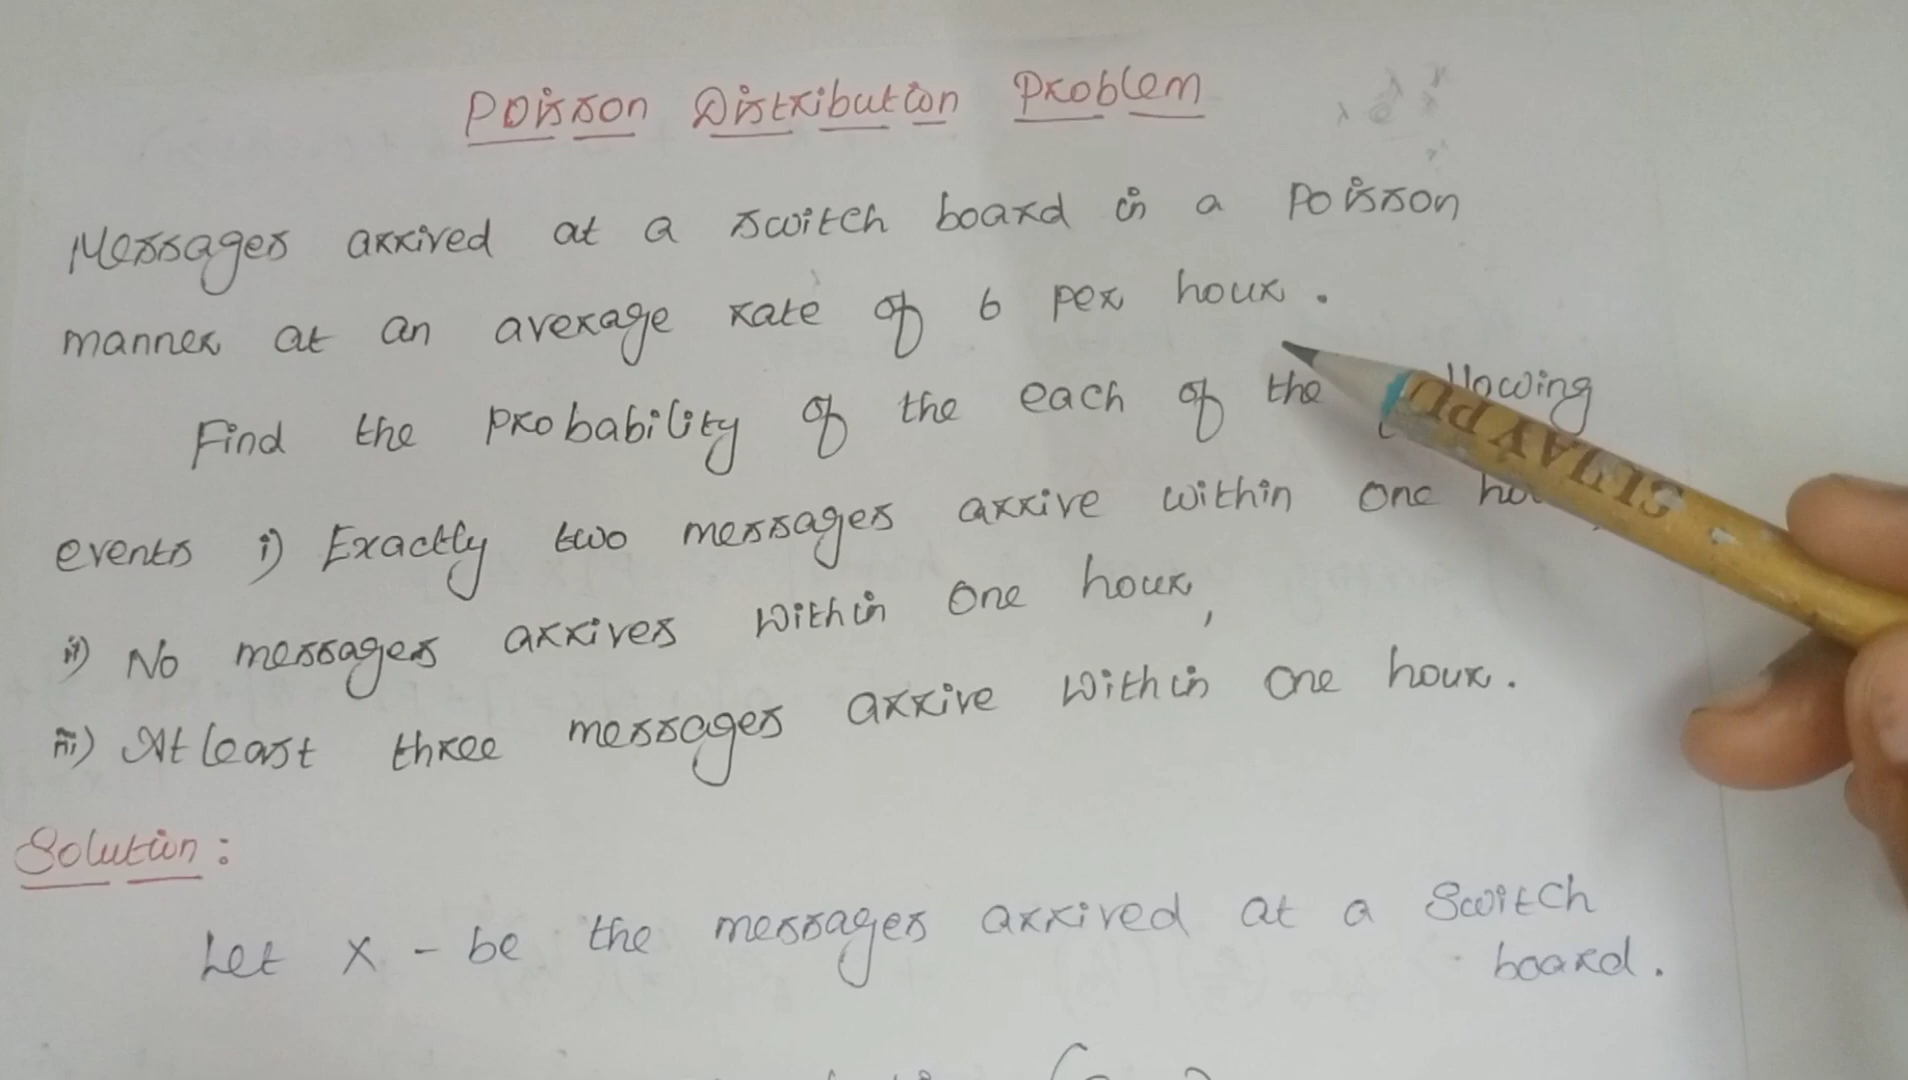 Poisson Distribution Problem
Messages arrived at a switch board in a Poisson
manner at an average rate of 6 per hour.
Find the probability of the each of the
events i) Exactly two messages arrive within one
ii) No messages arrives within one hour,
iii) At least three messages arrive within one hour.
Solution:
Let X - be the messages arrived at a switch
board.